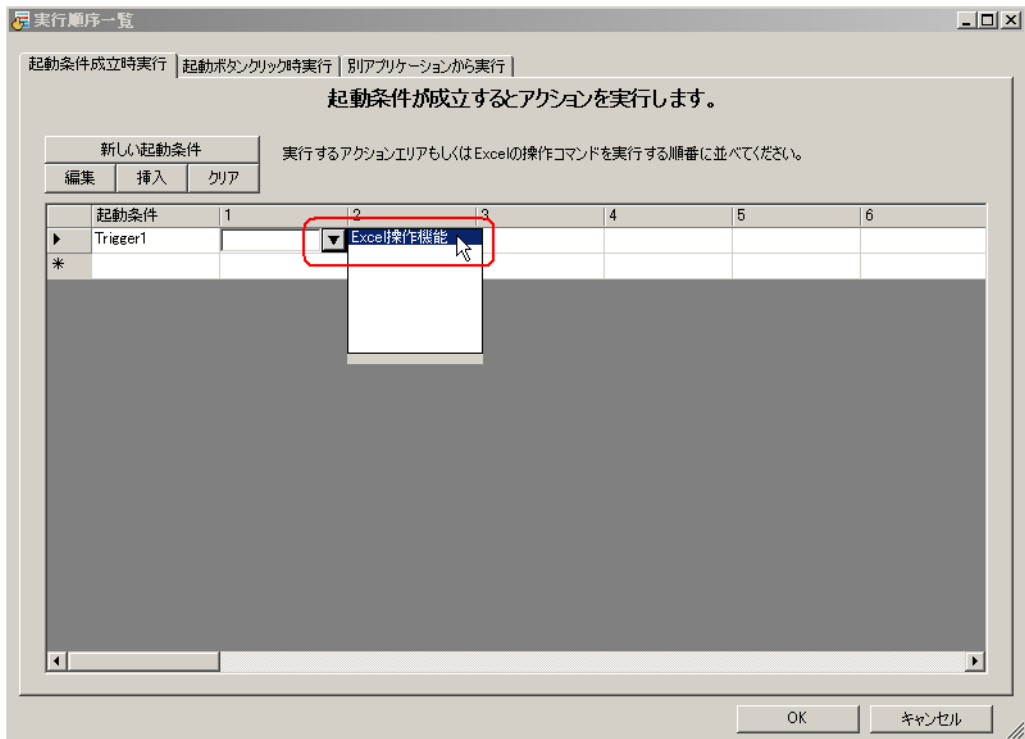 実行順序一覧
起動条件成立時実行 起動ボタンクリック時実行 別アプリケーションから実行
起動条件が成立するとアクションを実行します。
新しい起動条件
実行するアクションエリアもしくはExcelの操作コマンドを実行する順番に並べてください。
編集 挿入 クリア
起動条件 1 2 3 4 5 6
Trigger1 Excel操作機能
OK キャンセル